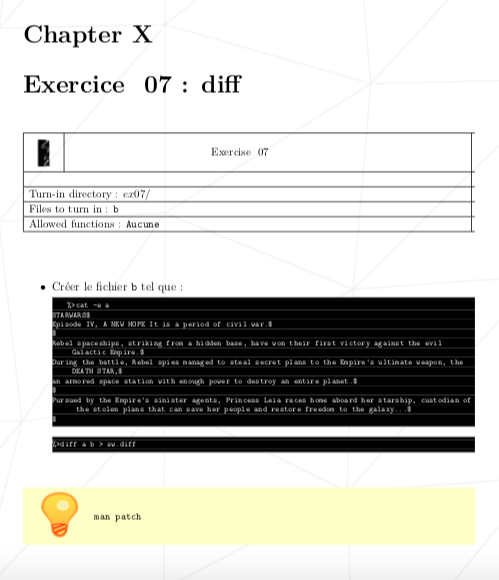 Chapter X
Exercice 07 : diff
Exercise 07
Turn-in directory : ex07/
Files to turn in : b
Allowed functions : Aucune
• Créer le fichier b tel que :
%>cat -e a
STARWARS$
Episode IV, A NEW HOPE It is a period of civil war.$
$
Rebel spaceships, striking from a hidden base, have won their first victory against the evil
Galactic Empire.$
During the battle, Rebel spies managed to steal secret plans to the Empire's ultimate weapon, the
DEATH STAR,$
an armored space station with enough power to destroy an entire planet.$
$
Pursued by the Empire's sinister agents, Princess Leia races home aboard her starship, custodian of
the stolen plans that can save her people and restore freedom to the galaxy...$
$
%>diff a b > sw.diff
man patch